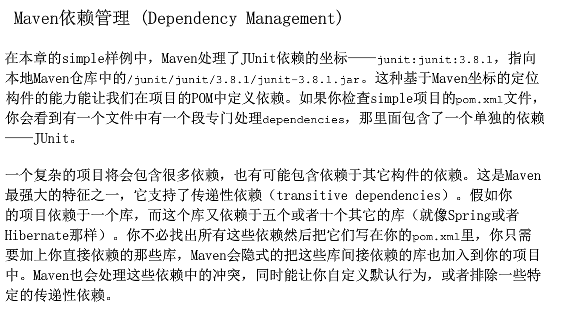 Maven依赖管理 (Dependency Management)
在本章的simple样例中，Maven处理了JUnit依赖的坐标——junit:junit:3.8.1，指向
本地Maven仓库中的/junit/junit/3.8.1/junit-3.8.1.jar。这种基于Maven坐标的定位
构件的能力能让我们在项目的POM中定义依赖。如果你检查simple项目的pom.xml文件，
你会看到有一个文件中有一个段专门处理dependencies，那里面包含了一个单独的依赖
——JUnit。
一个复杂的项目将会包含很多依赖，也有可能包含依赖于其它构件的依赖。这是Maven
最强大的特征之一，它支持了传递性依赖（transitive dependencies）。假如你
的项目依赖于一个库，而这个库又依赖于五个或者十个其它的库（就像Spring或者
Hibernate那样）。你不必找出所有这些依赖然后把它们写在你的pom.xml里，你只需
要加上你直接依赖的那些库，Maven会隐式的把这些库间接依赖的库也加入到你的项目
中。Maven也会处理这些依赖中的冲突，同时能让你自定义默认行为，或者排除一些特
定的传递性依赖。